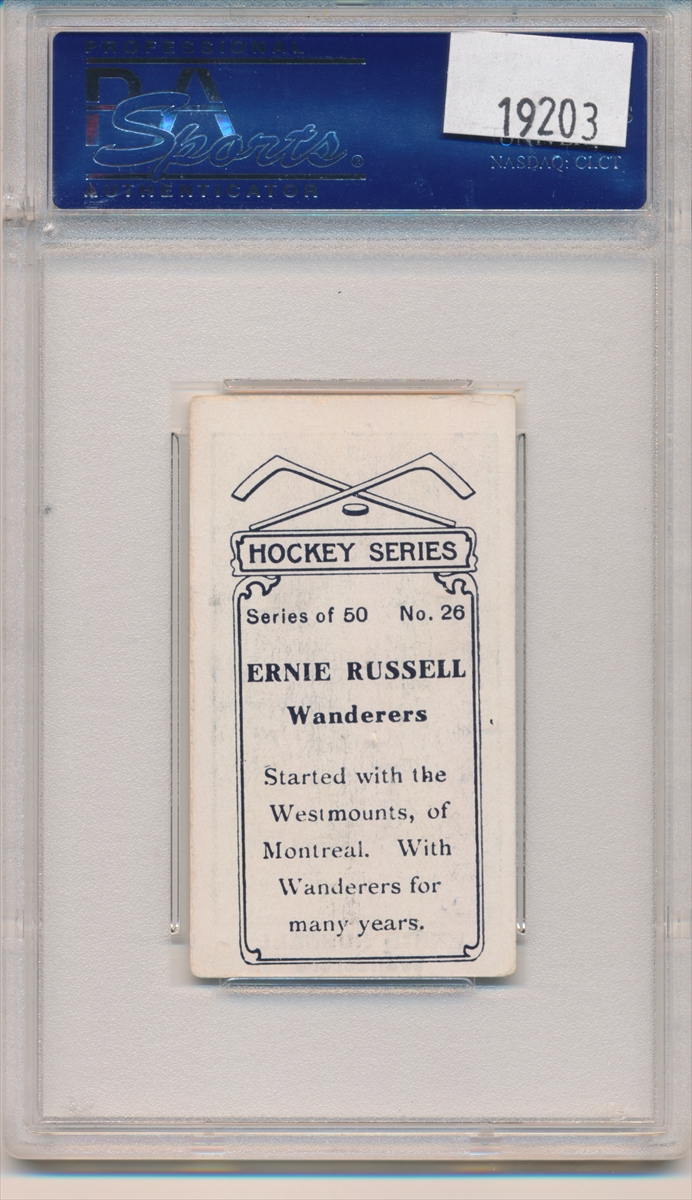 PROFESSIONAL
PSA
Sports®
AUTHENTICATOR
19203
NASDAQ: CLCT
HOCKEY SERIES
Series of 50 No. 26
ERNIE RUSSELL
Wanderers
Started with the
Westmounts, of
Montreal. With
Wanderers for
many years.